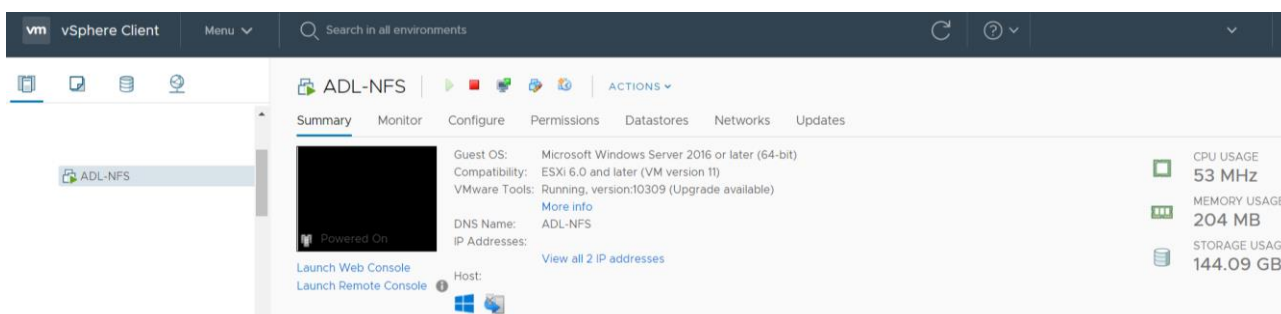 vm vSphere Client Menu Search in all environments
ADL-NFS ACTIONS
Summary Monitor Configure Permissions Datastores Networks Updates
ADL-NFS
Powered On
Launch Web Console
Launch Remote Console
Guest OS: Microsoft Windows Server 2016 or later (64-bit)
Compatibility: ESXi 6.0 and later (VM version 11)
VMware Tools: Running, version:10309 (Upgrade available)
More info
DNS Name: ADL-NFS
IP Addresses:
View all 2 IP addresses
Host:
CPU USAGE
53 MHz
MEMORY USAGE
204 MB
STORAGE USAG
144.09 GB